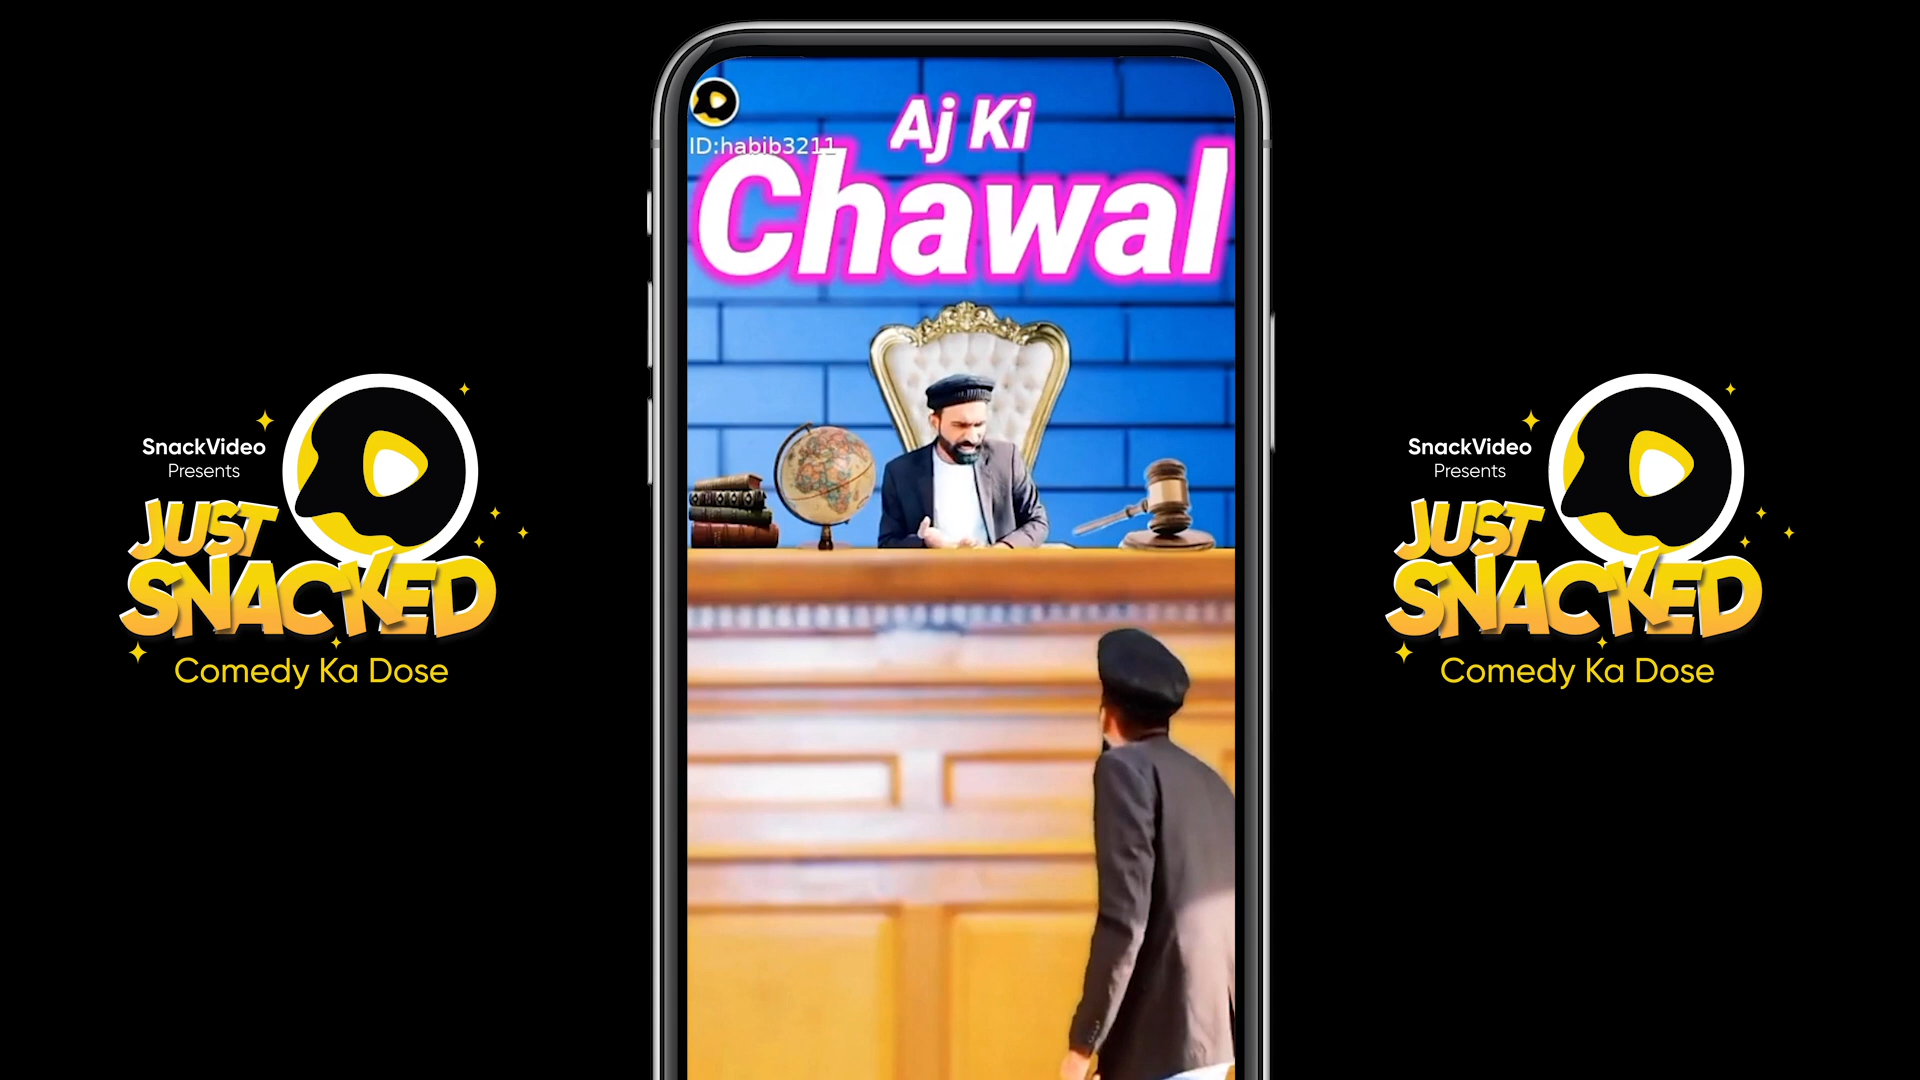 SnackVideo
Presents
JUST
SNACKED
Comedy Ka Dose
ID:habib3211
Aj Ki
Chawal
SnackVideo
Presents
JUST
SNACKED
Comedy Ka Dose